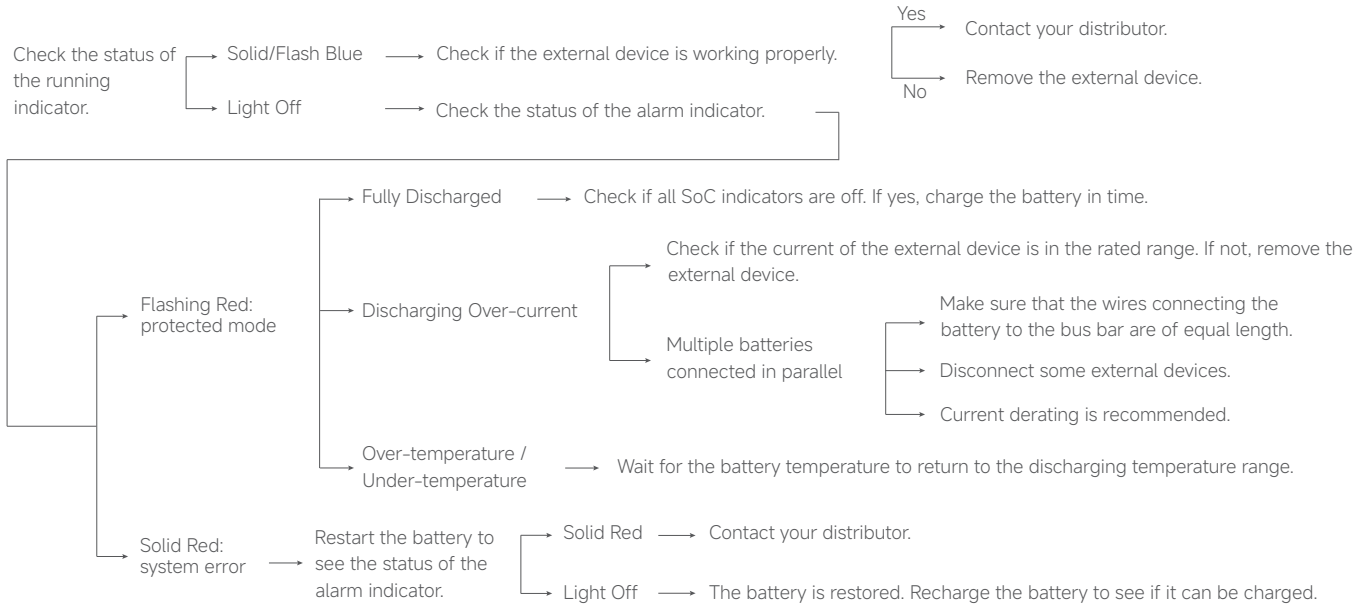 Check the status of
the running
indicator.
Solid/Flash Blue
Check if the external device is working properly.
Yes
Contact your distributor.
No
Remove the external device.
Light Off
Check the status of the alarm indicator.
Flashing Red:
protected mode
Fully Discharged
Check if all SoC indicators are off. If yes, charge the battery in time.
Discharging Over-current
Check if the current of the external device is in the rated range. If not, remove the
external device.
Multiple batteries
connected in parallel
Make sure that the wires connecting the
battery to the bus bar are of equal length.
Disconnect some external devices.
Current derating is recommended.
Over-temperature /
Under-temperature
Wait for the battery temperature to return to the discharging temperature range.
Solid Red:
system error
Restart the battery to
see the status of the
alarm indicator.
Solid Red
Contact your distributor.
Light Off
The battery is restored. Recharge the battery to see if it can be charged.